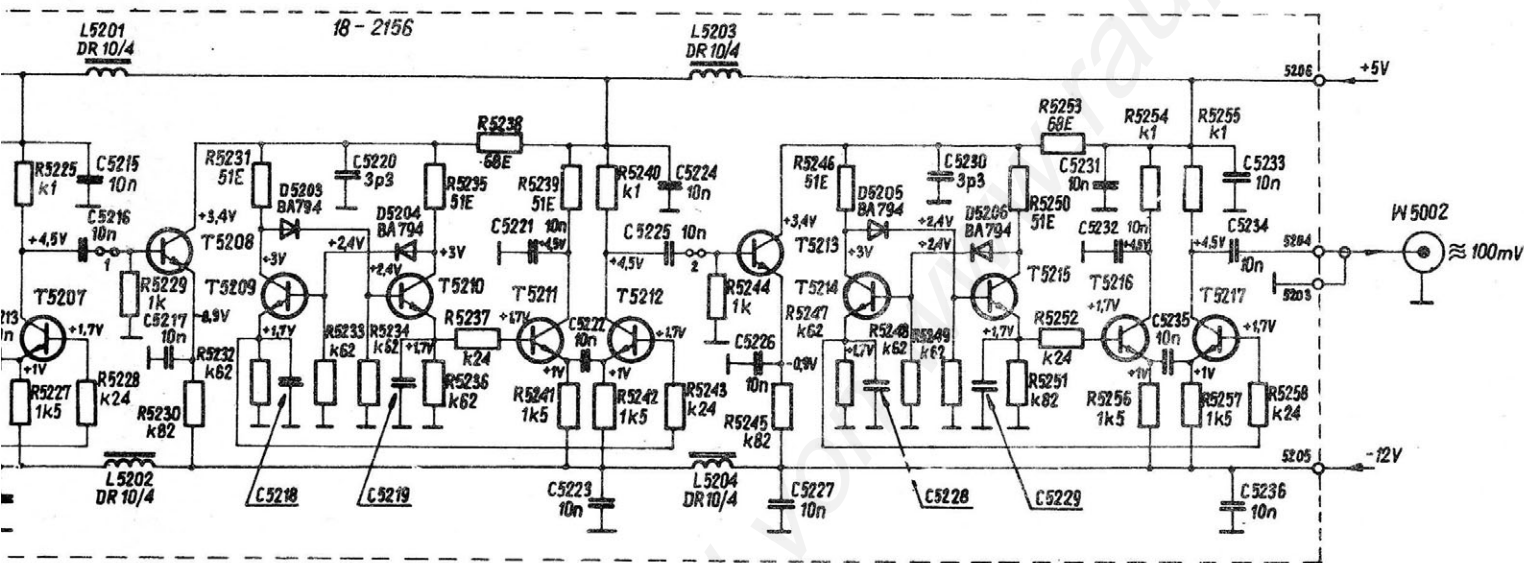 18-2156
L5201
DR 10/4
L5203
DR 10/4
5206
+5V
R5225
k1
C5215
10n
C5216
10n
+4,5V
1
R5229
1k
C5217
10n
T5207
+1,7V
+1V
R5227
1k5
R5228
k24
R5230
k82
+3,4V
T5208
-0,9V
R5231
51E
D5203
BA794
+3V
T5209
+1,7V
R5232
k62
R5233
k62
R5234
k62
C5220
3p3
D5204
BA794
+2,4V
+2,4V
R5235
51E
+3V
T5210
+1,7V
R5236
k62
R5237
k24
R5238
68E
R5239
51E
C5221
10n
+4,5V
T5211
+1,7V
C5222
10n
+1V
R5241
1k5
R5240
k1
C5224
10n
C5225
10n
+4,5V
2
T5212
+1,7V
+1V
R5242
1k5
R5243
k24
R5244
1k
C5226
10n
-0,9V
R5245
k82
+3,4V
T5213
R5246
51E
D5205
BA794
+3V
T5214
+1,7V
R5247
k62
R5248
k62
R5249
k62
C5230
3p3
D5206
BA794
+2,4V
+2,4V
R5250
51E
T5215
+1,7V
R5251
k82
R5252
k24
R5253
68E
C5231
10n
R5254
k1
R5255
k1
C5233
10n
C5232
10n
+4,5V
T5216
+1,7V
C5235
10n
+1V
R5256
1k5
+4,5V
C5234
10n
T5217
+1,7V
+1V
R5257
1k5
R5258
k24
5204
5203
W5002
≈ 100mV
5205
-12V
L5202
DR 10/4
C5218
C5219
C5223
10n
L5204
DR 10/4
C5227
10n
C5228
C5229
C5236
10n